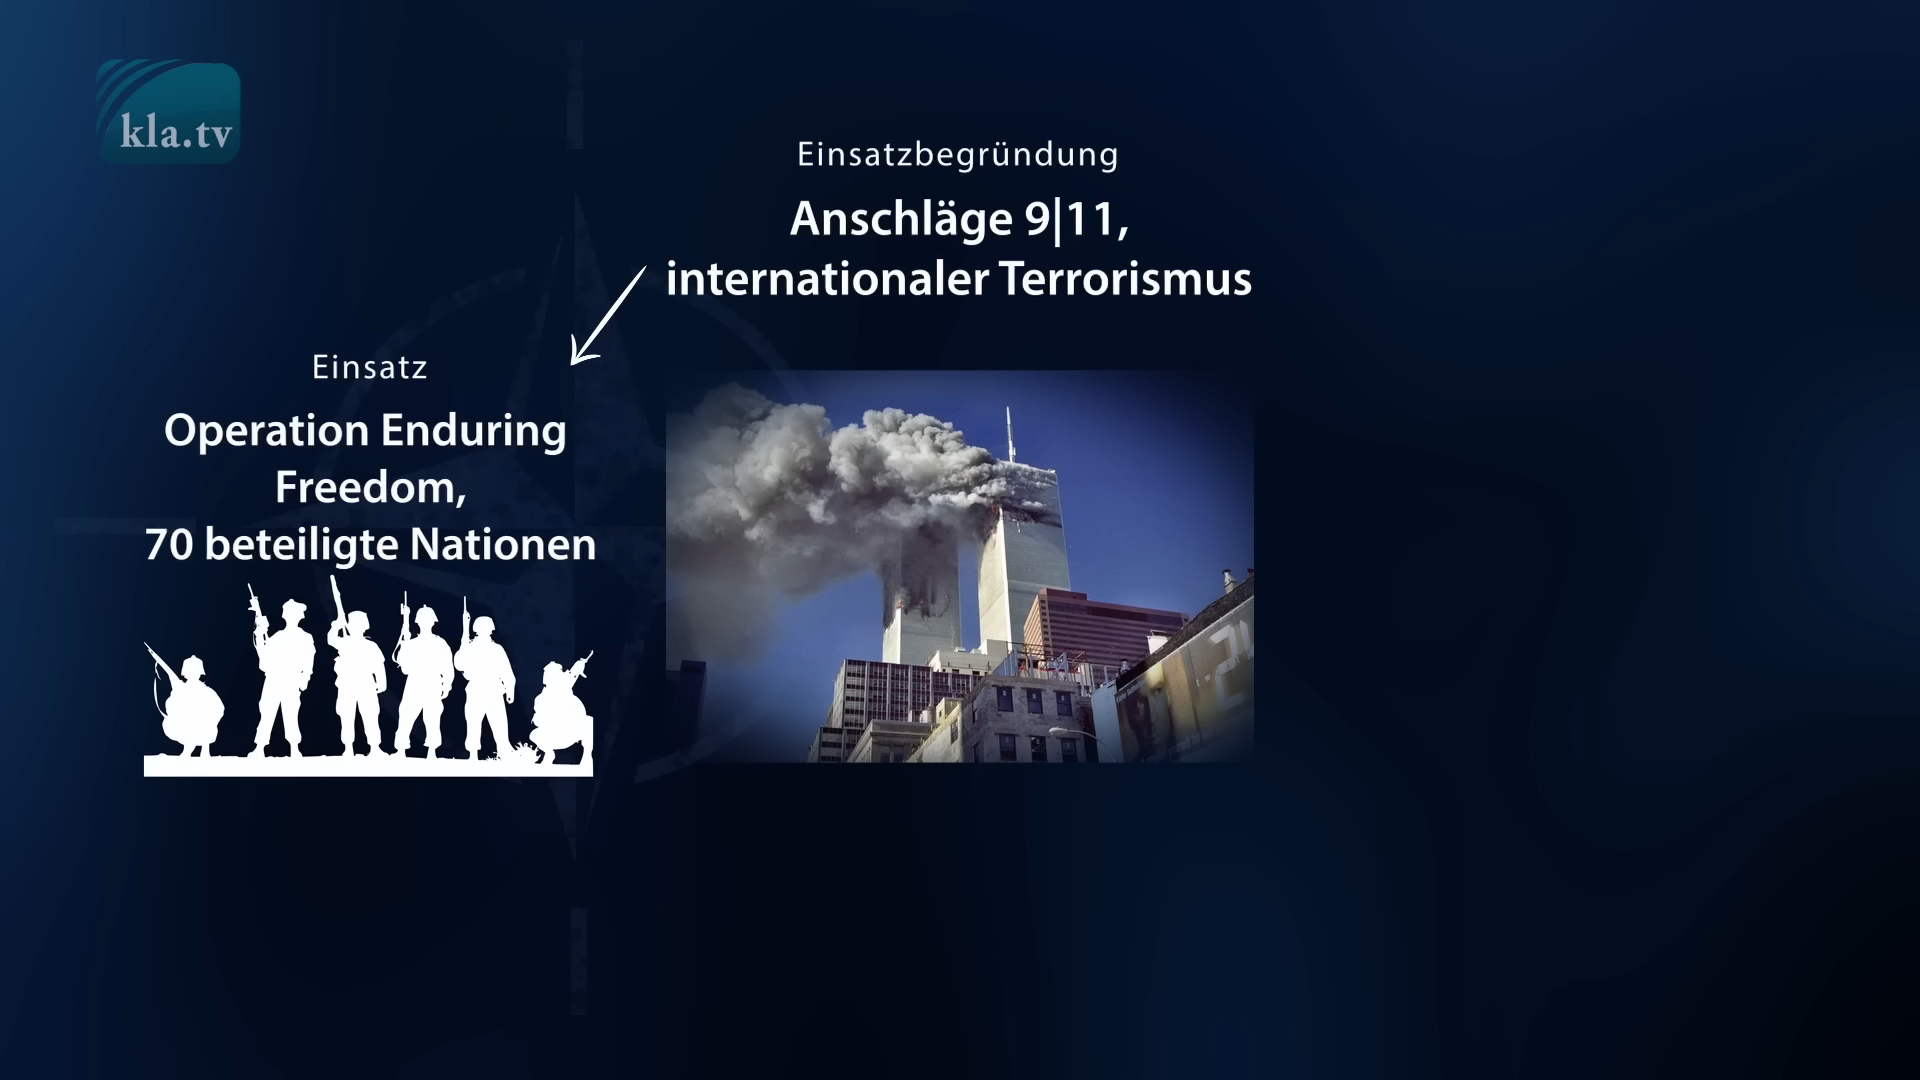 kla.tv
Einsatzbegründung
Anschläge 9|11,
internationaler Terrorismus
Einsatz
Operation Enduring
Freedom,
70 beteiligte Nationen